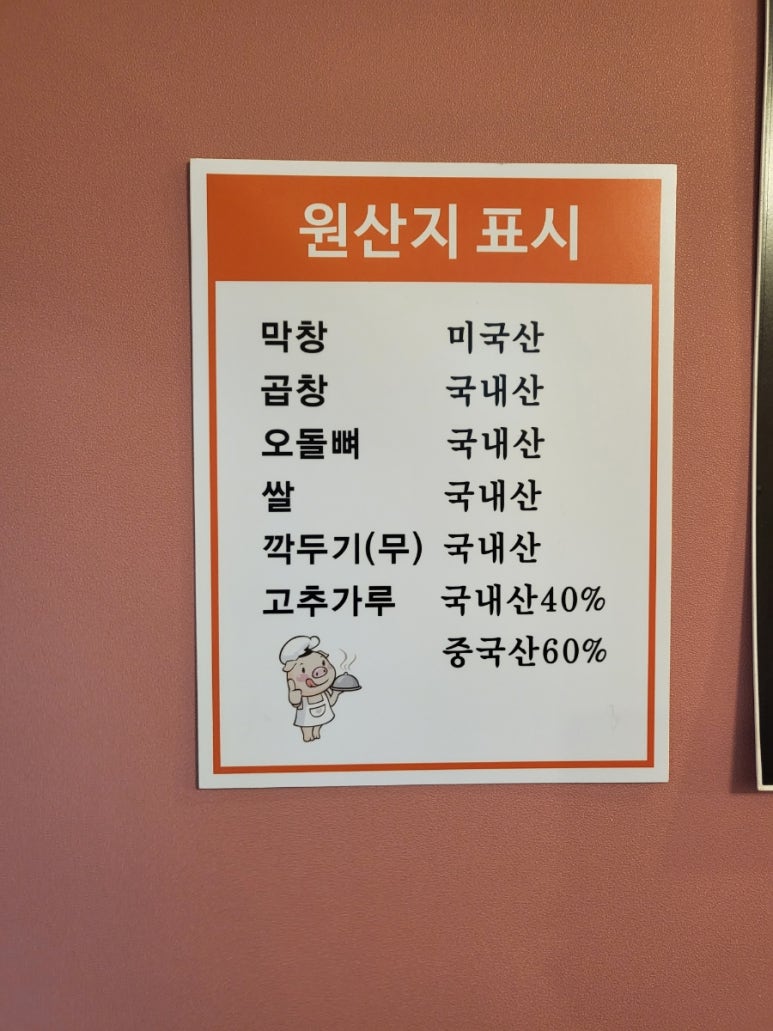 원산지 표시
막창 미국산
곱창 국내산
오돌뼈 국내산
쌀 국내산
깍두기(무) 국내산
고추가루 국내산40%
중국산60%